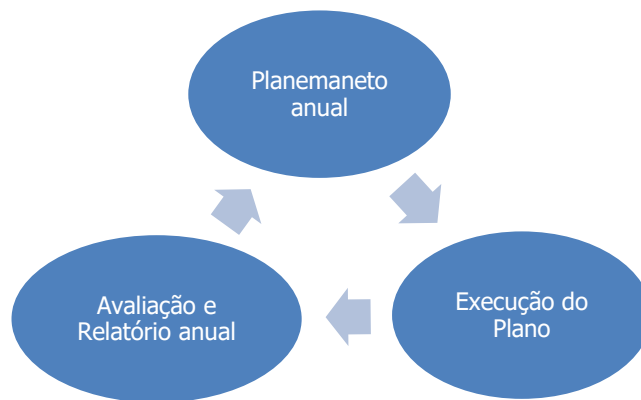 Planemaneto
anual
Execução do
Plano
Avaliação e
Relatório anual